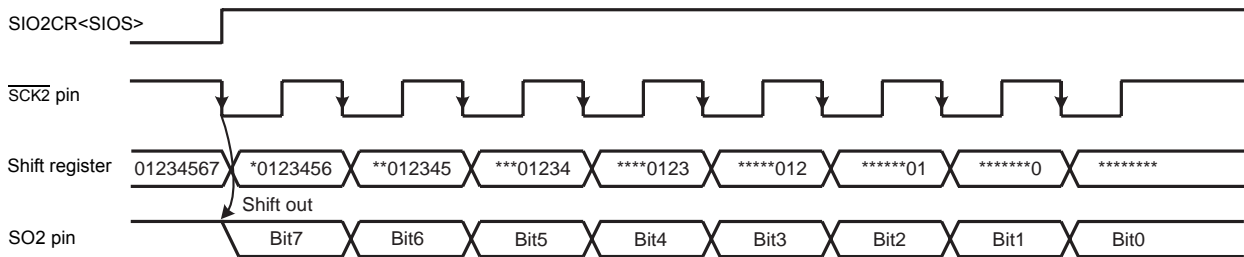 SIO2CR<SIOS>
SCK2 pin
Shift register 01234567 *0123456 **012345 ***01234 ****0123 *****012 ******01 *******0 ********
Shift out
SO2 pin Bit7 Bit6 Bit5 Bit4 Bit3 Bit2 Bit1 Bit0